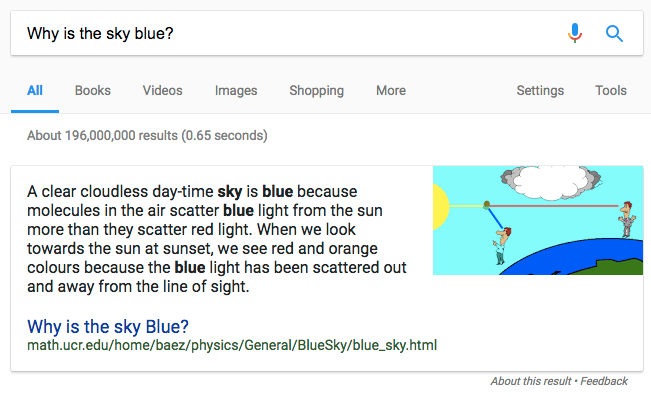 Why is the sky blue?
All Books Videos Images Shopping More Settings Tools
About 196,000,000 results (0.65 seconds)
A clear cloudless day-time sky is blue because
molecules in the air scatter blue light from the sun
more than they scatter red light. When we look
towards the sun at sunset, we see red and orange
colours because the blue light has been scattered out
and away from the line of sight.
Why is the sky Blue?
math.ucr.edu/home/baez/physics/General/BlueSky/blue_sky.html
About this result • Feedback